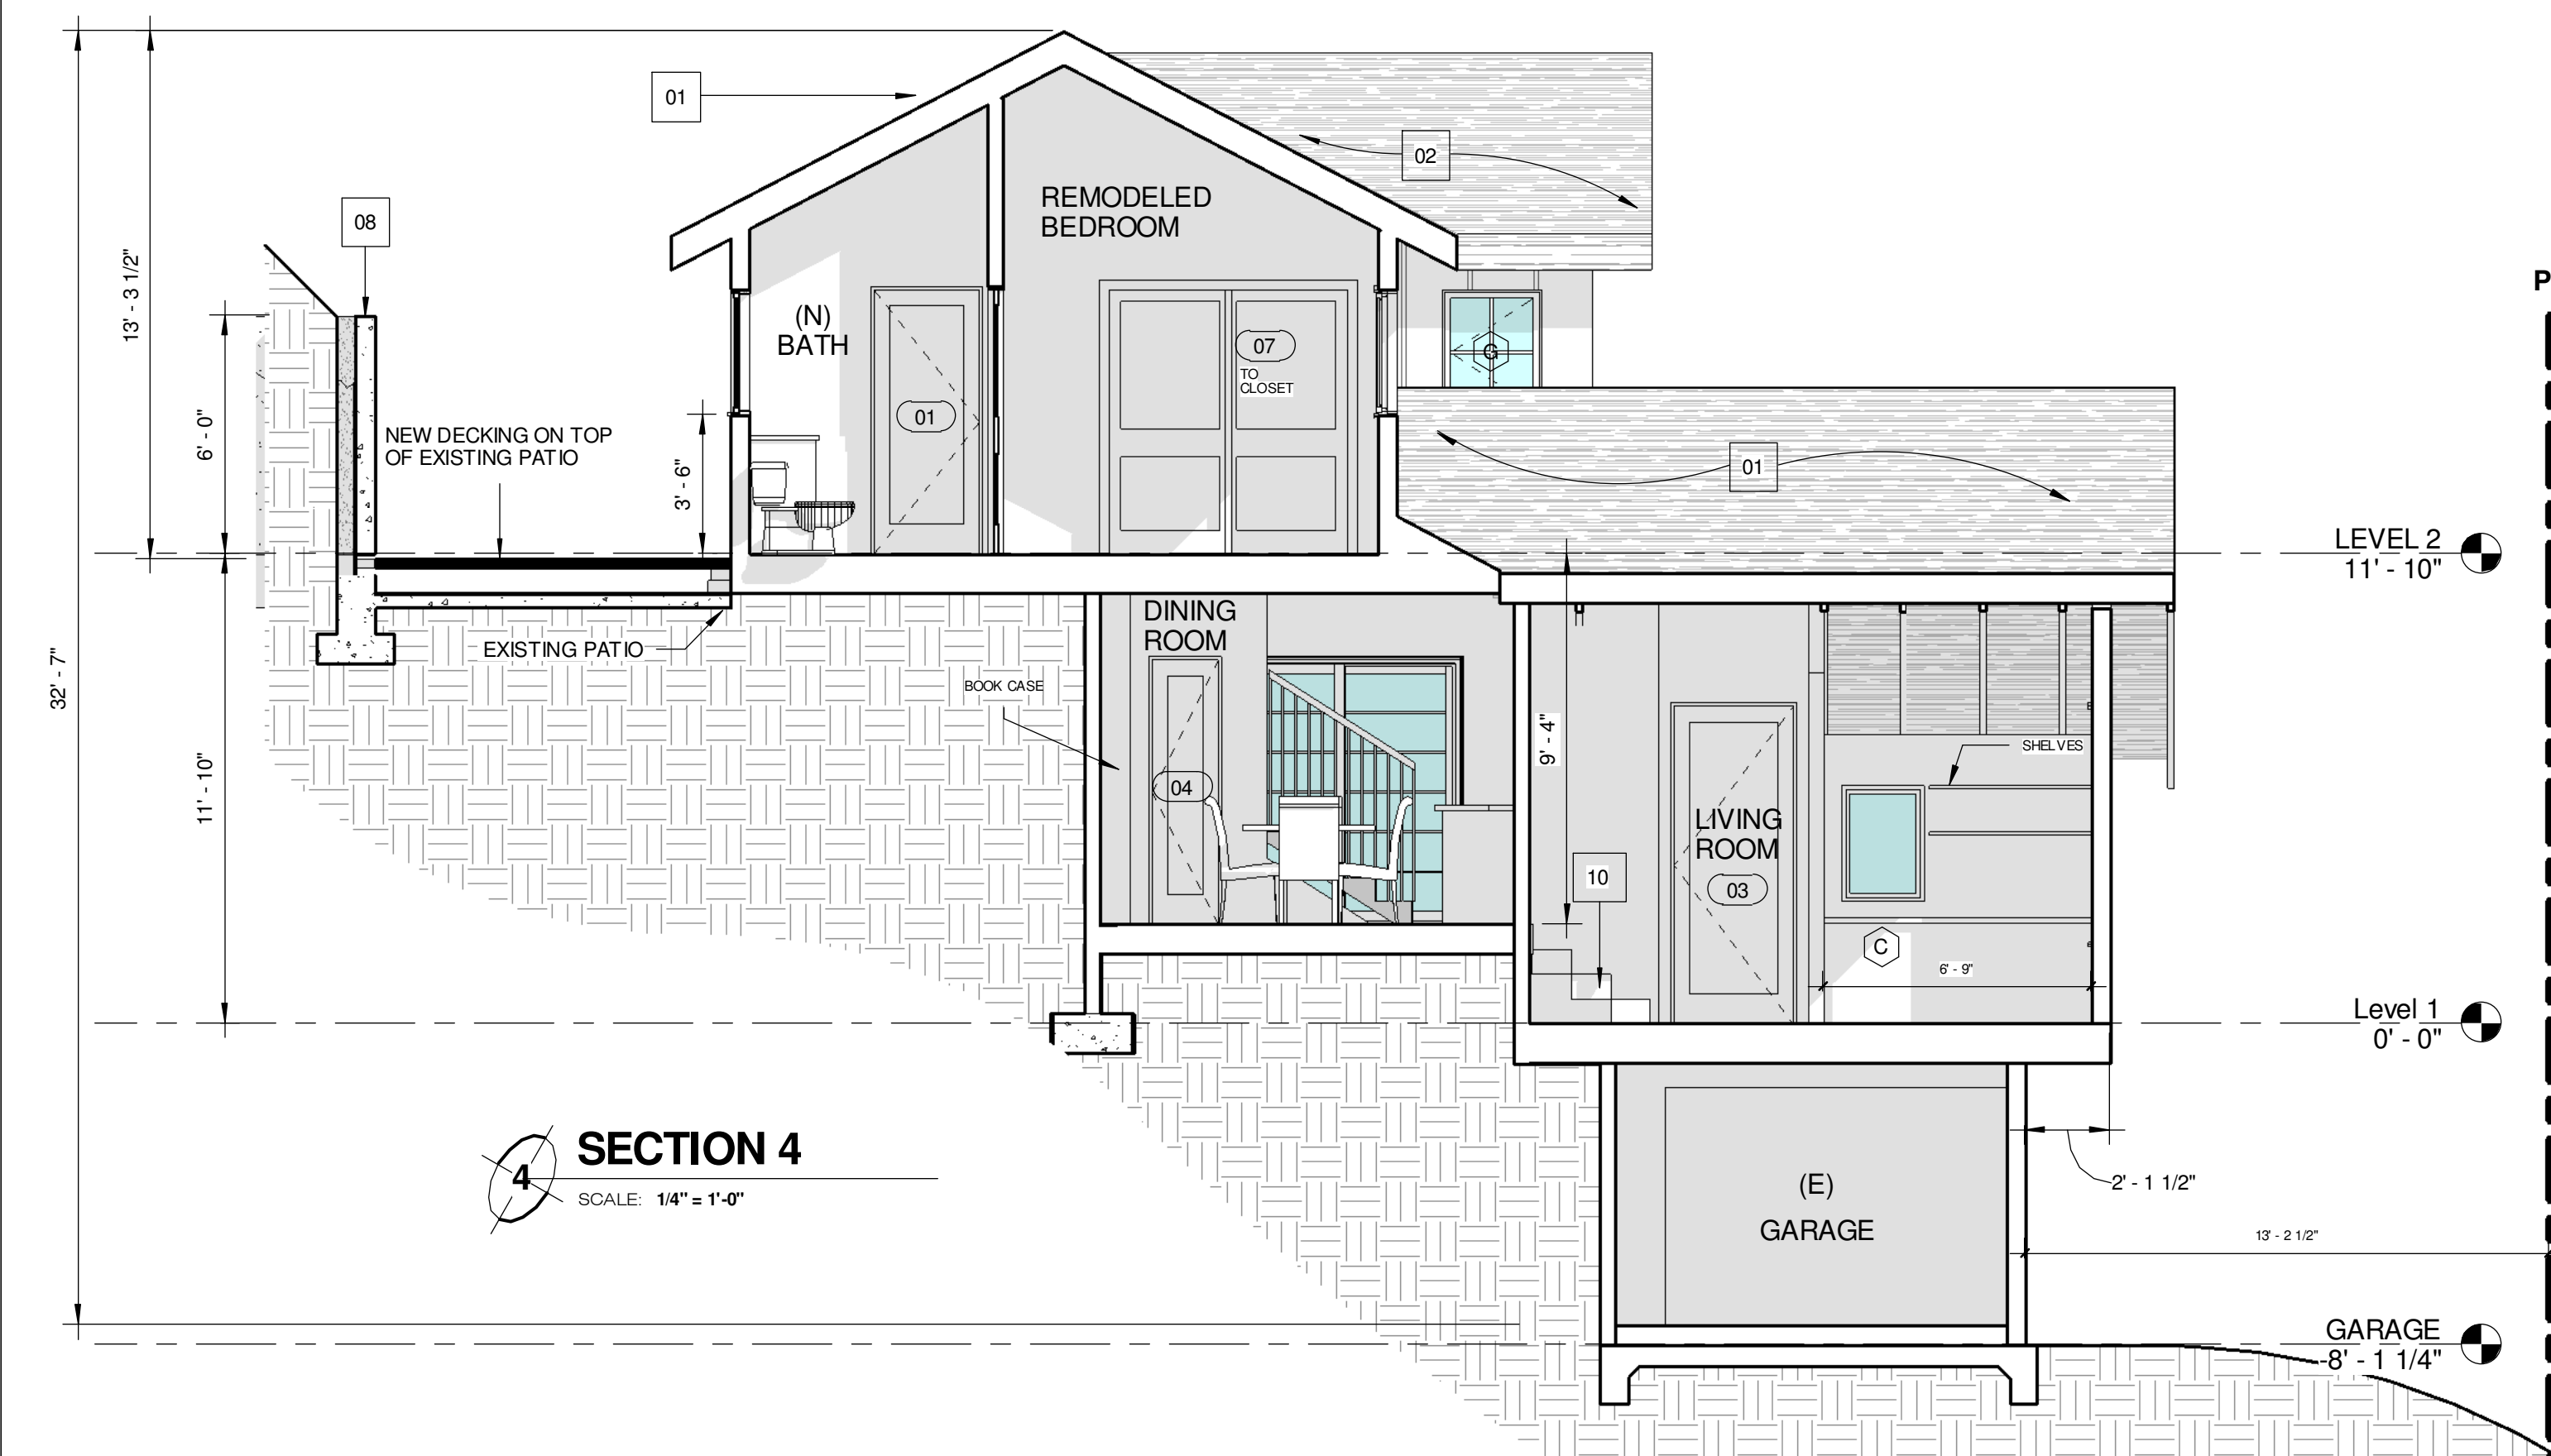 01
02
REMODELED
BEDROOM
08
13' - 3 1/2"
P
(N)
BATH
07
TO
CLOSET
G
01
6' - 0"
NEW DECKING ON TOP
OF EXISTING PATIO
3' - 6"
01
LEVEL 2
11' - 10"
DINING
ROOM
EXISTING PATIO
32' - 7"
BOOK CASE
9' - 4"
SHELVES
11' - 10"
04
LIVING
ROOM
03
10
C
6' - 9"
Level 1
0' - 0"
4
SECTION 4
SCALE: 1/4" = 1'-0"
(E)
GARAGE
2' - 1 1/2"
13' - 2 1/2"
GARAGE
-8' - 1 1/4"